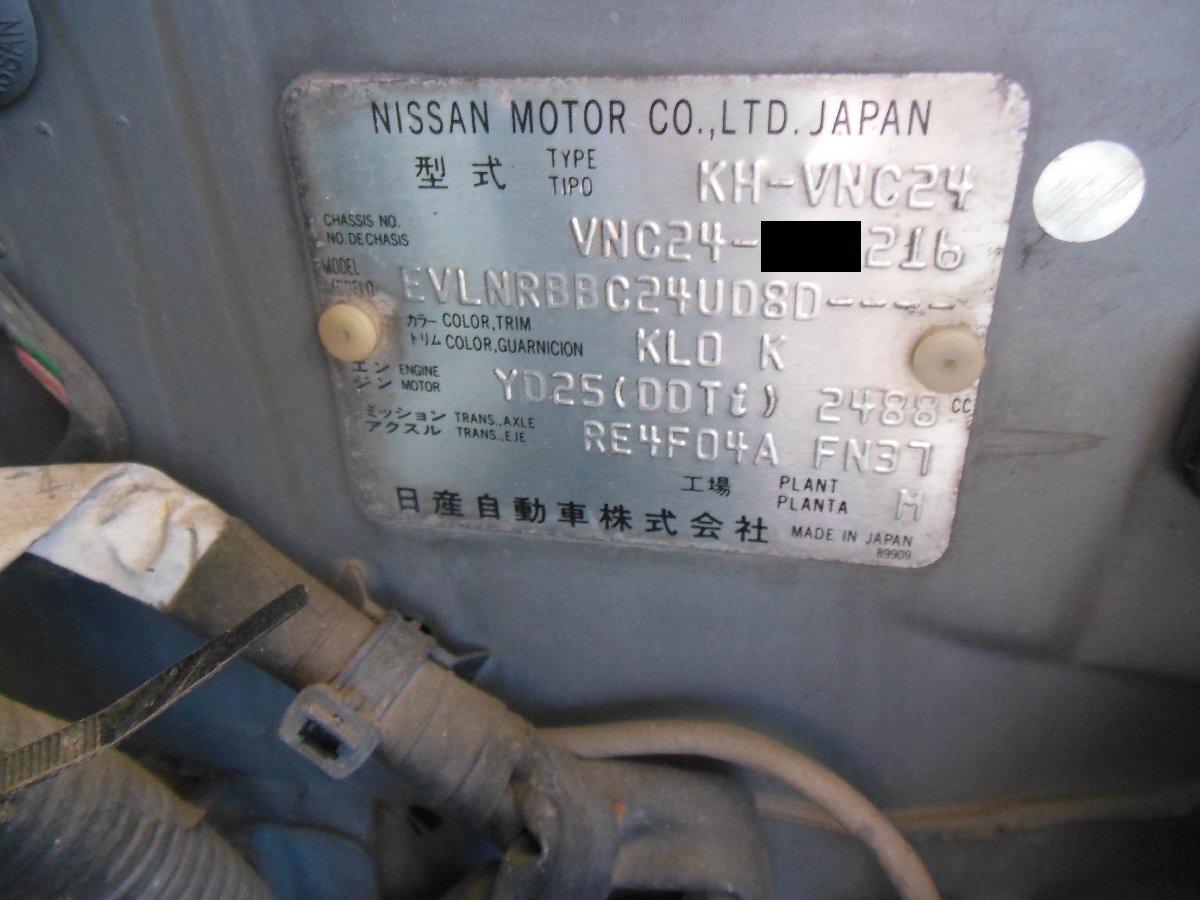 NISSAN
NISSAN MOTOR CO.,LTD. JAPAN
型式 TYPE TIPO KH-VNC24
CHASSIS NO. NO.DE CHASIS VNC24- 216
MODEL MODELO EVLNRBBC24UD8D----
カラー COLOR,TRIM
トリム COLOR,GUARNICION KL0 K
エンジン ENGINE MOTOR YD25(DDTi) 2488 CC
ミッション TRANS.,AXLE
アクスル TRANS.,EJE RE4F04A FN37
工場 PLANT PLANTA M
日産自動車株式会社 MADE IN JAPAN
89909